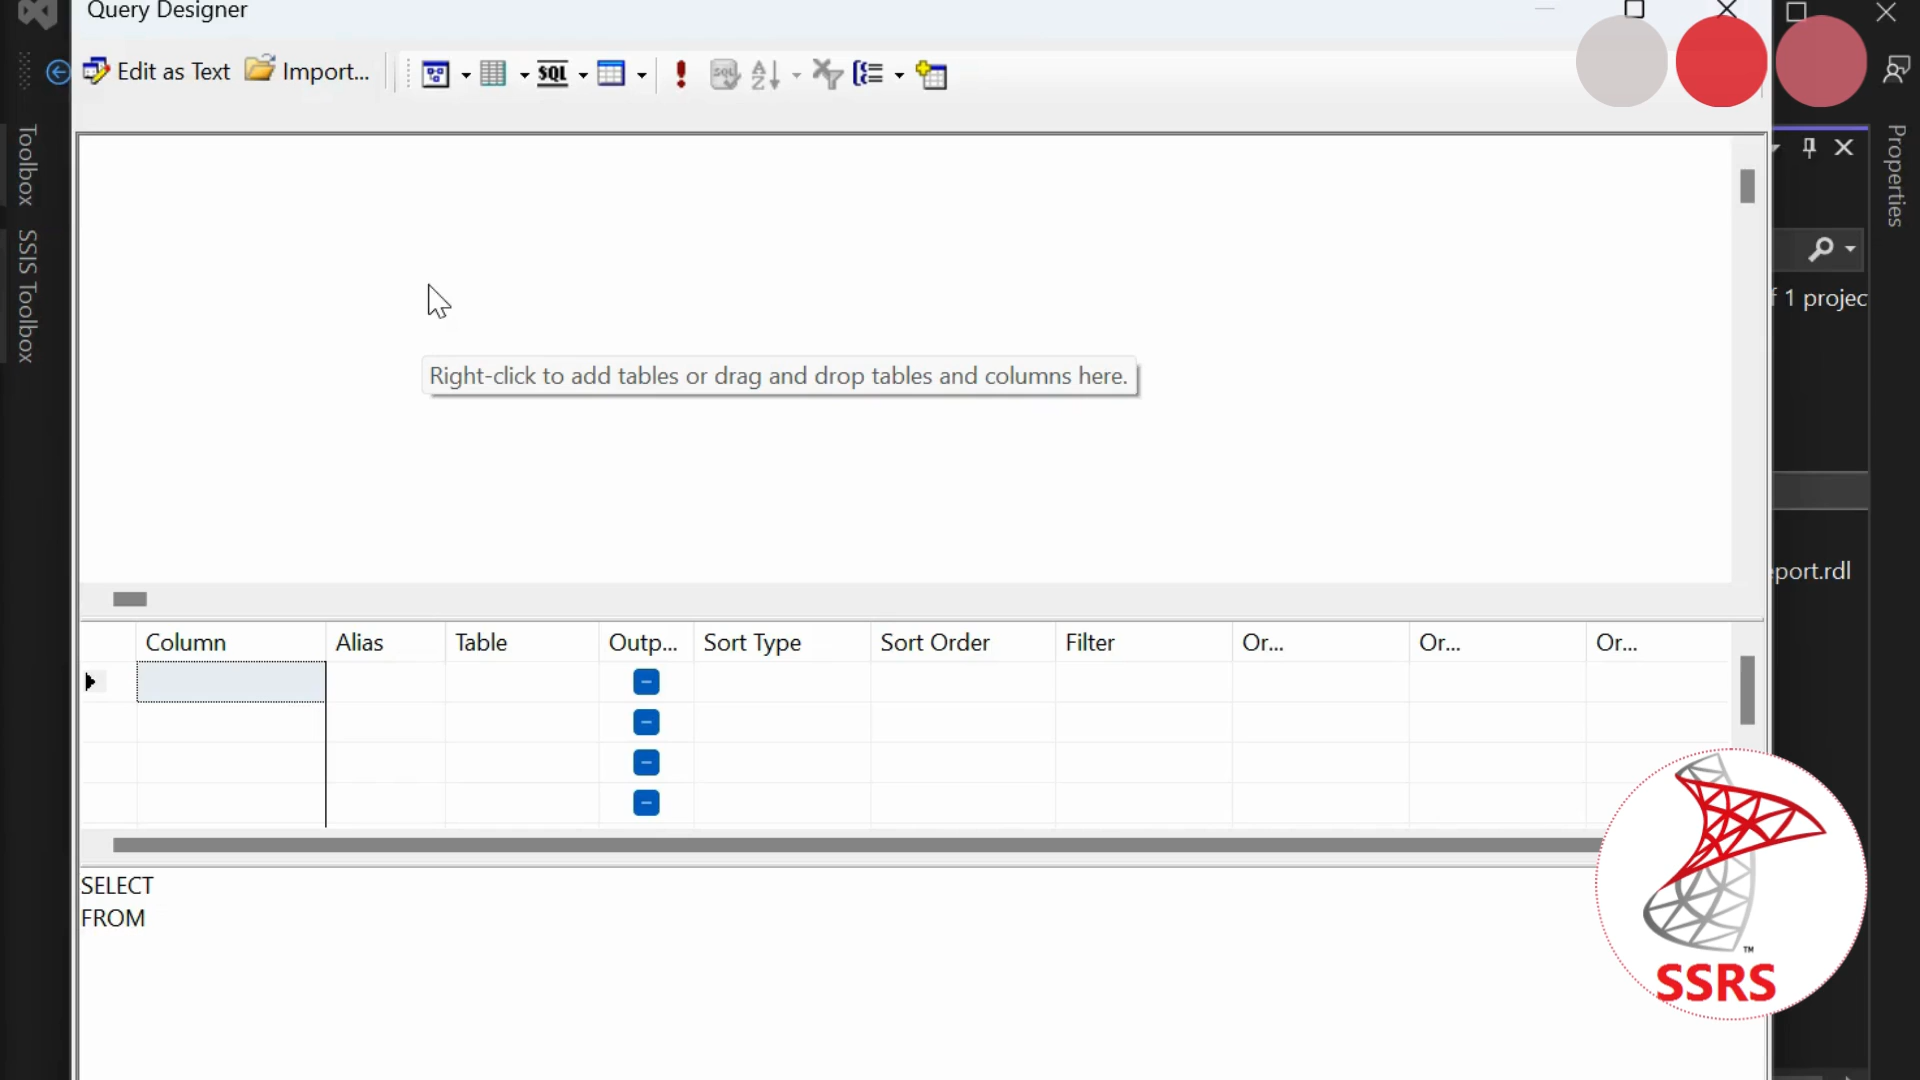 Query Designer
Edit as Text Import...
SQL
Toolbox
SSIS Toolbox
Properties
f 1 projec
Right-click to add tables or drag and drop tables and columns here.
port.rdl
Column Alias Table Outp... Sort Type Sort Order Filter Or... Or... Or...
SELECT
FROM
TM
SSRS